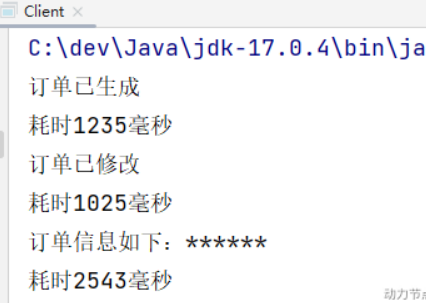 Client
C:\dev\Java\jdk-17.0.4\bin\ja
订单已生成
耗时1235毫秒
订单已修改
耗时1025毫秒
订单信息如下：******
耗时2543毫秒
动力节点